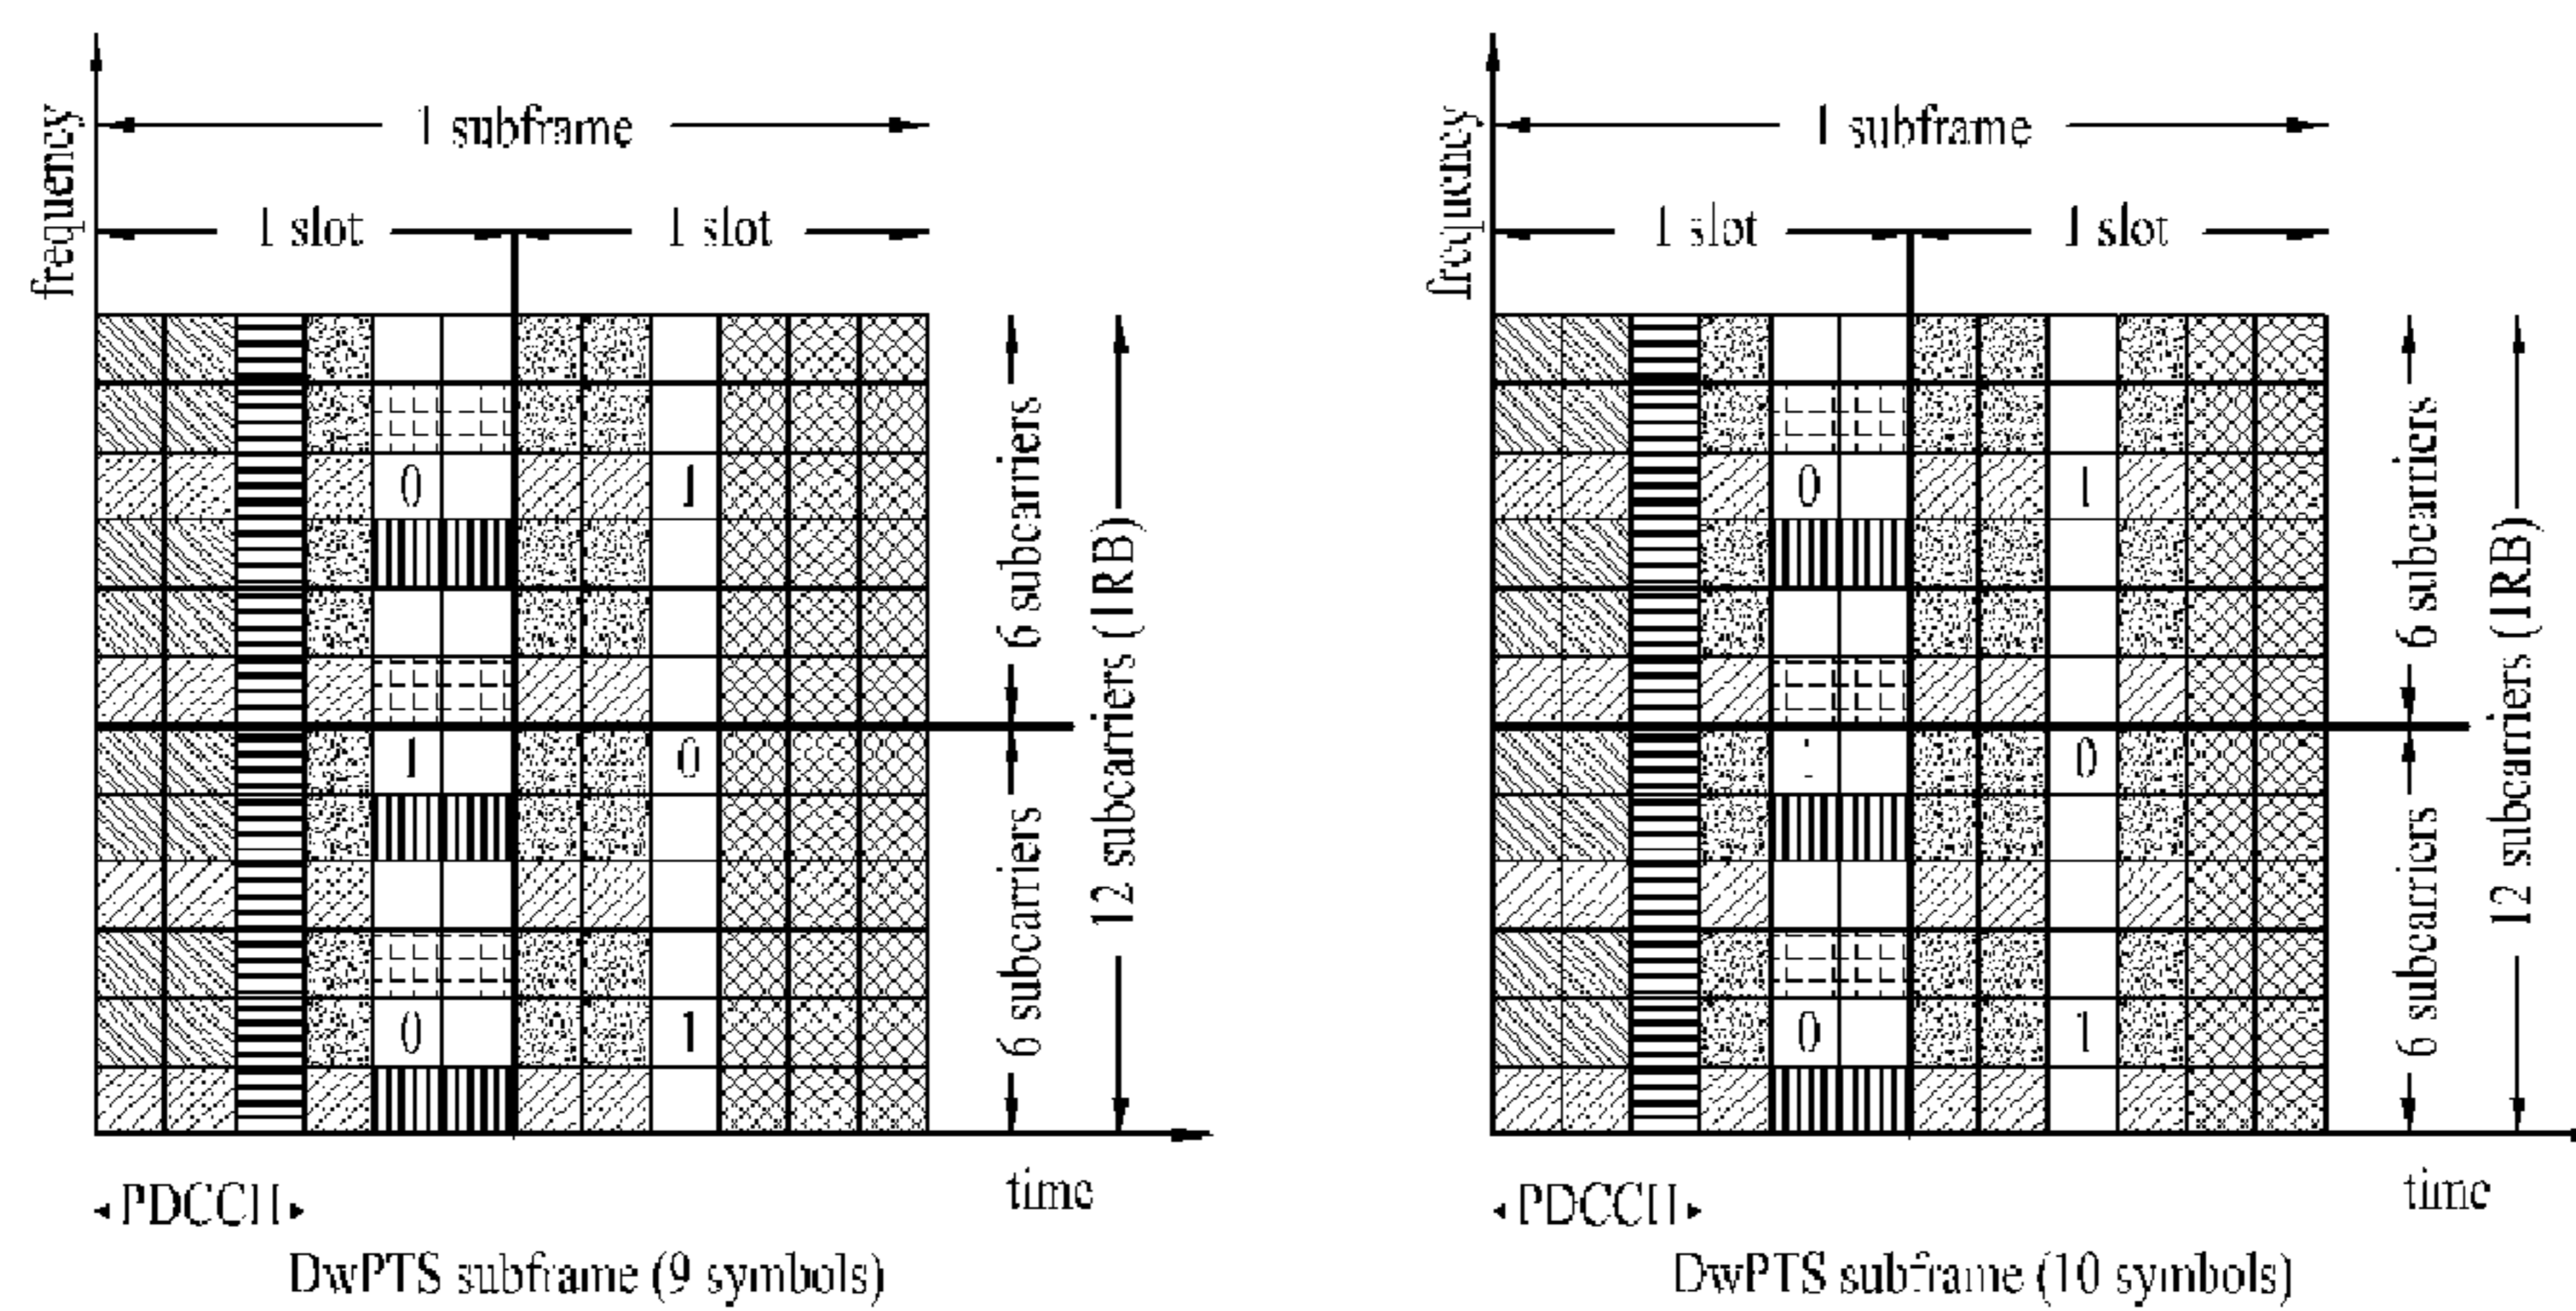 frequency
1 subframe
1 slot
1 slot
0
1
1
0
0
1
6 subcarriers
6 subcarriers
12 subcarriers (1RB)
time
PDCCH
DwPTS subframe (9 symbols)
frequency
1 subframe
1 slot
1 slot
0
1
0
0
1
6 subcarriers
6 subcarriers
12 subcarriers (1RB)
time
PDCCH
DwPTS subframe (10 symbols)